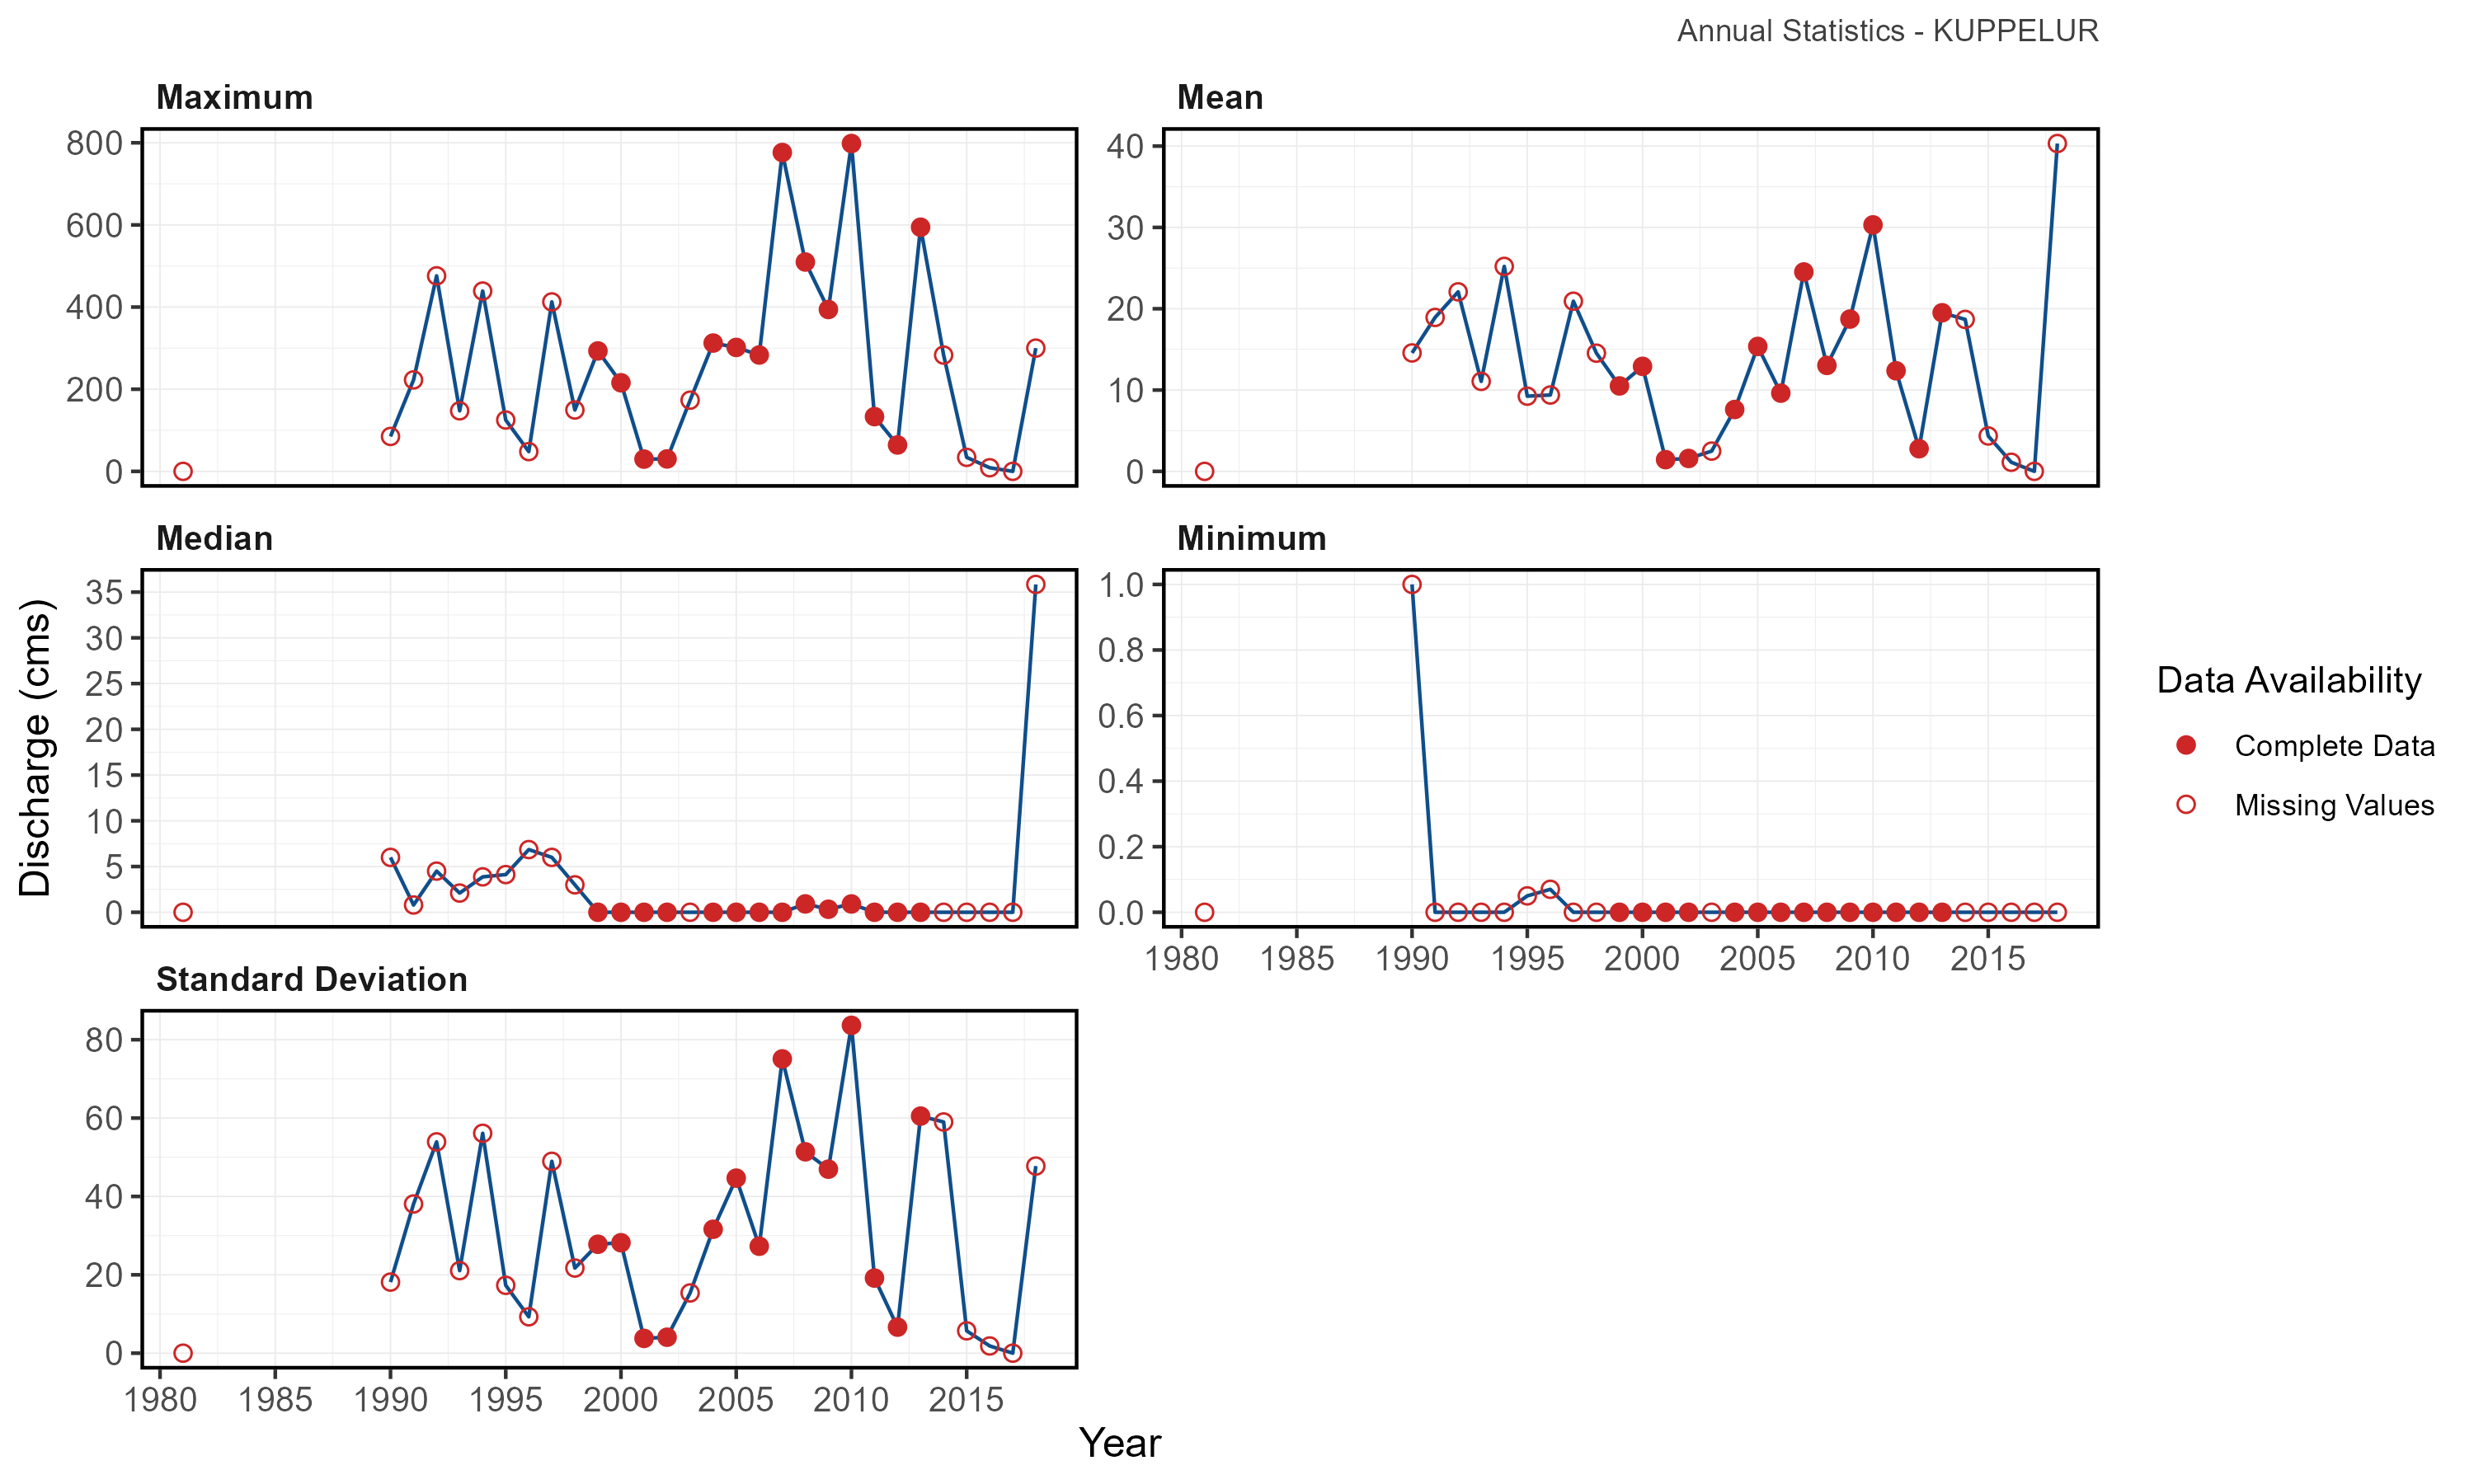 Annual Statistics - KUPPELUR
Maximum
Mean
800
600
400
200
0
40
30
20
10
0
Median
Minimum
35
30
25
20
15
10
5
0
1.0
0.8
0.6
0.4
0.2
0.0
1980 1985 1990 1995 2000 2005 2010 2015
Discharge (cms)
Data Availability
Complete Data
Missing Values
Standard Deviation
80
60
40
20
0
1980 1985 1990 1995 2000 2005 2010 2015
Year